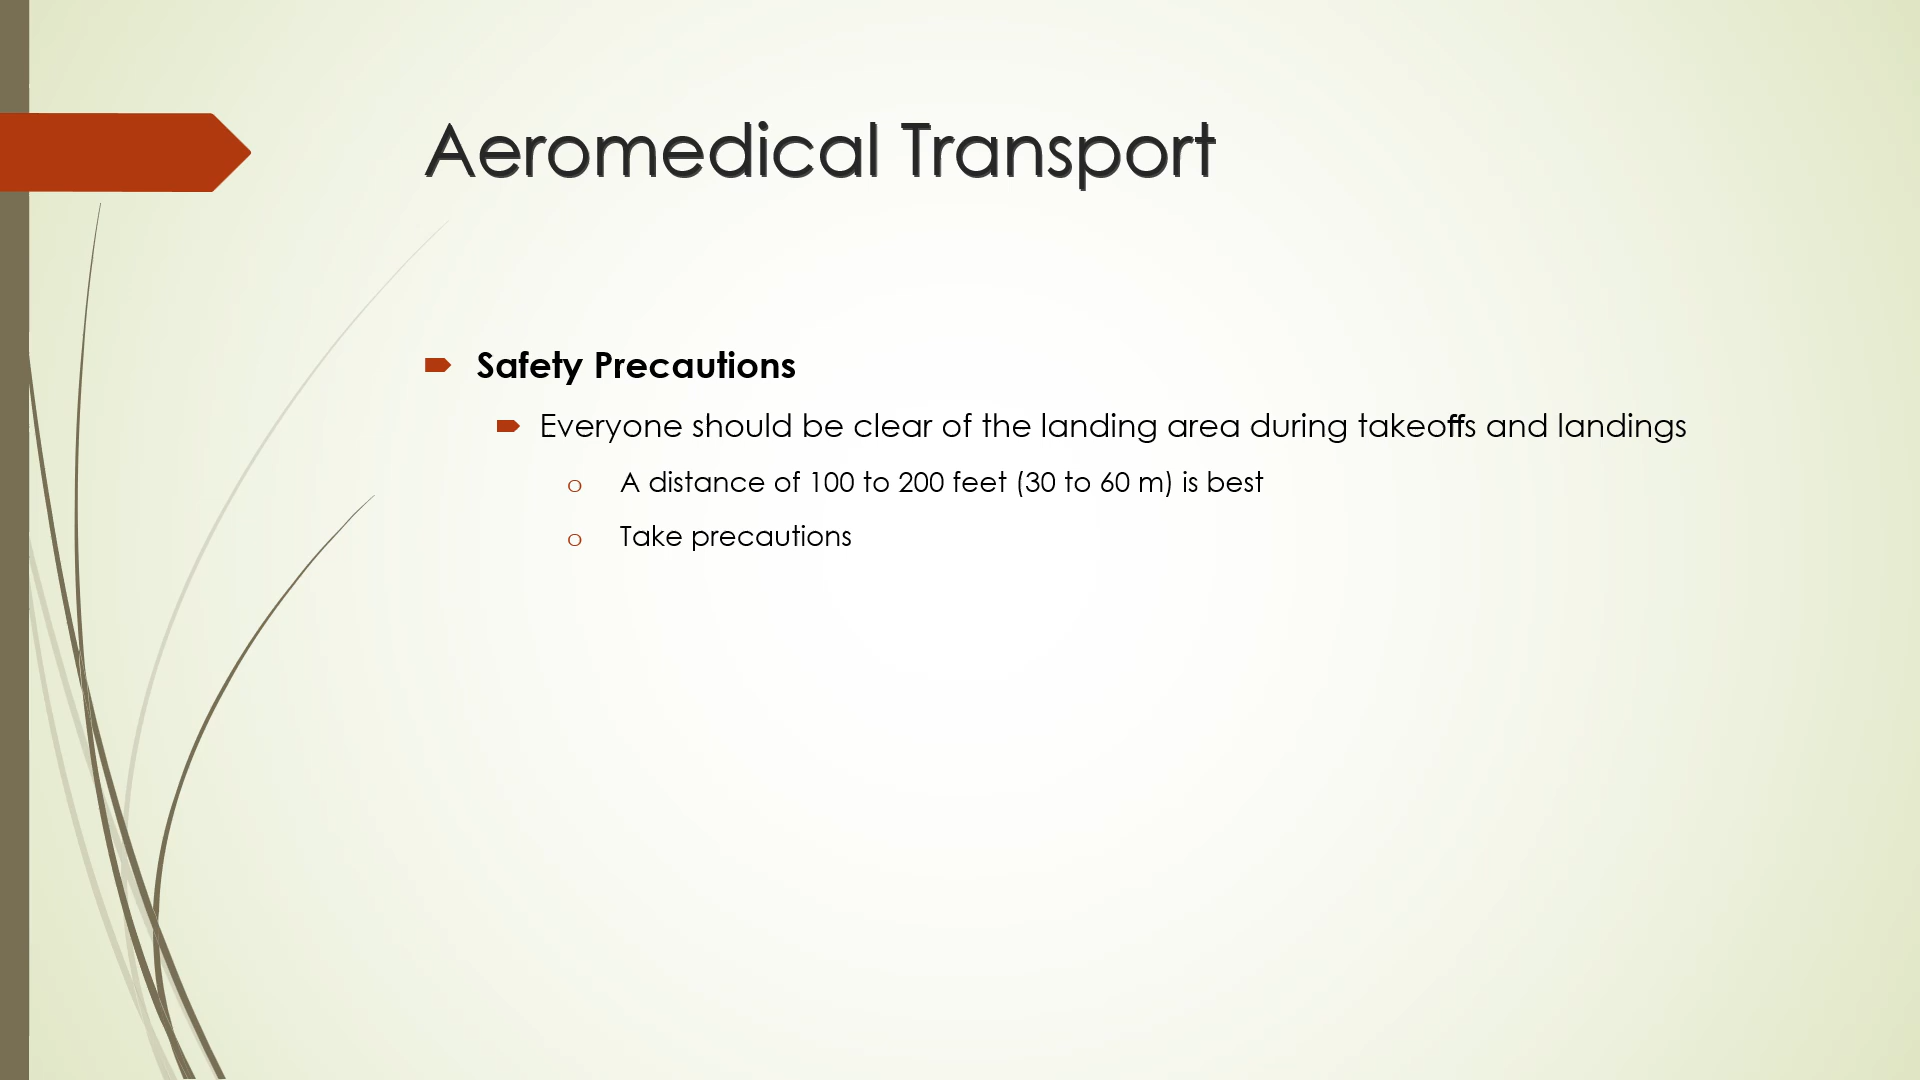 Aeromedical Transport
Safety Precautions
Everyone should be clear of the landing area during takeoffs and landings
o A distance of 100 to 200 feet (30 to 60 m) is best
o Take precautions